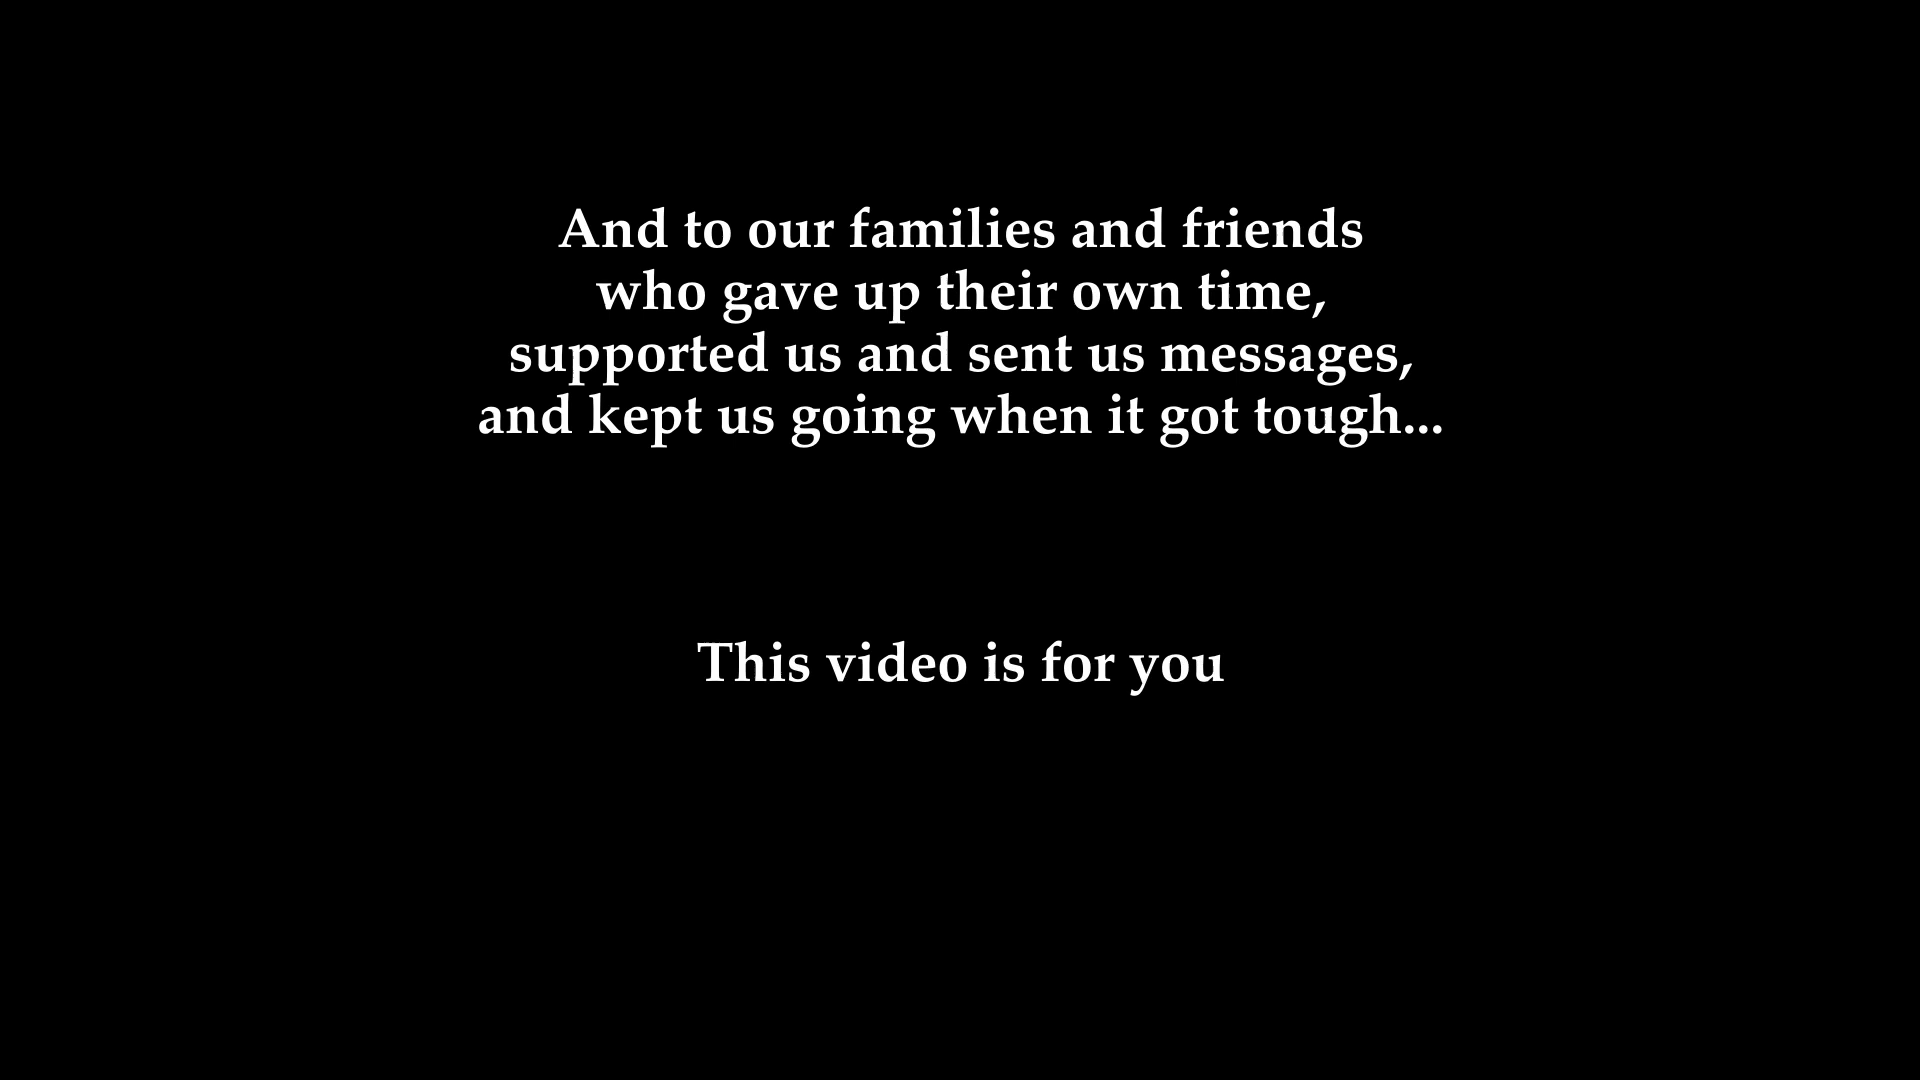 And to our families and friends
who gave up their own time,
supported us and sent us messages,
and kept us going when it got tough...
This video is for you